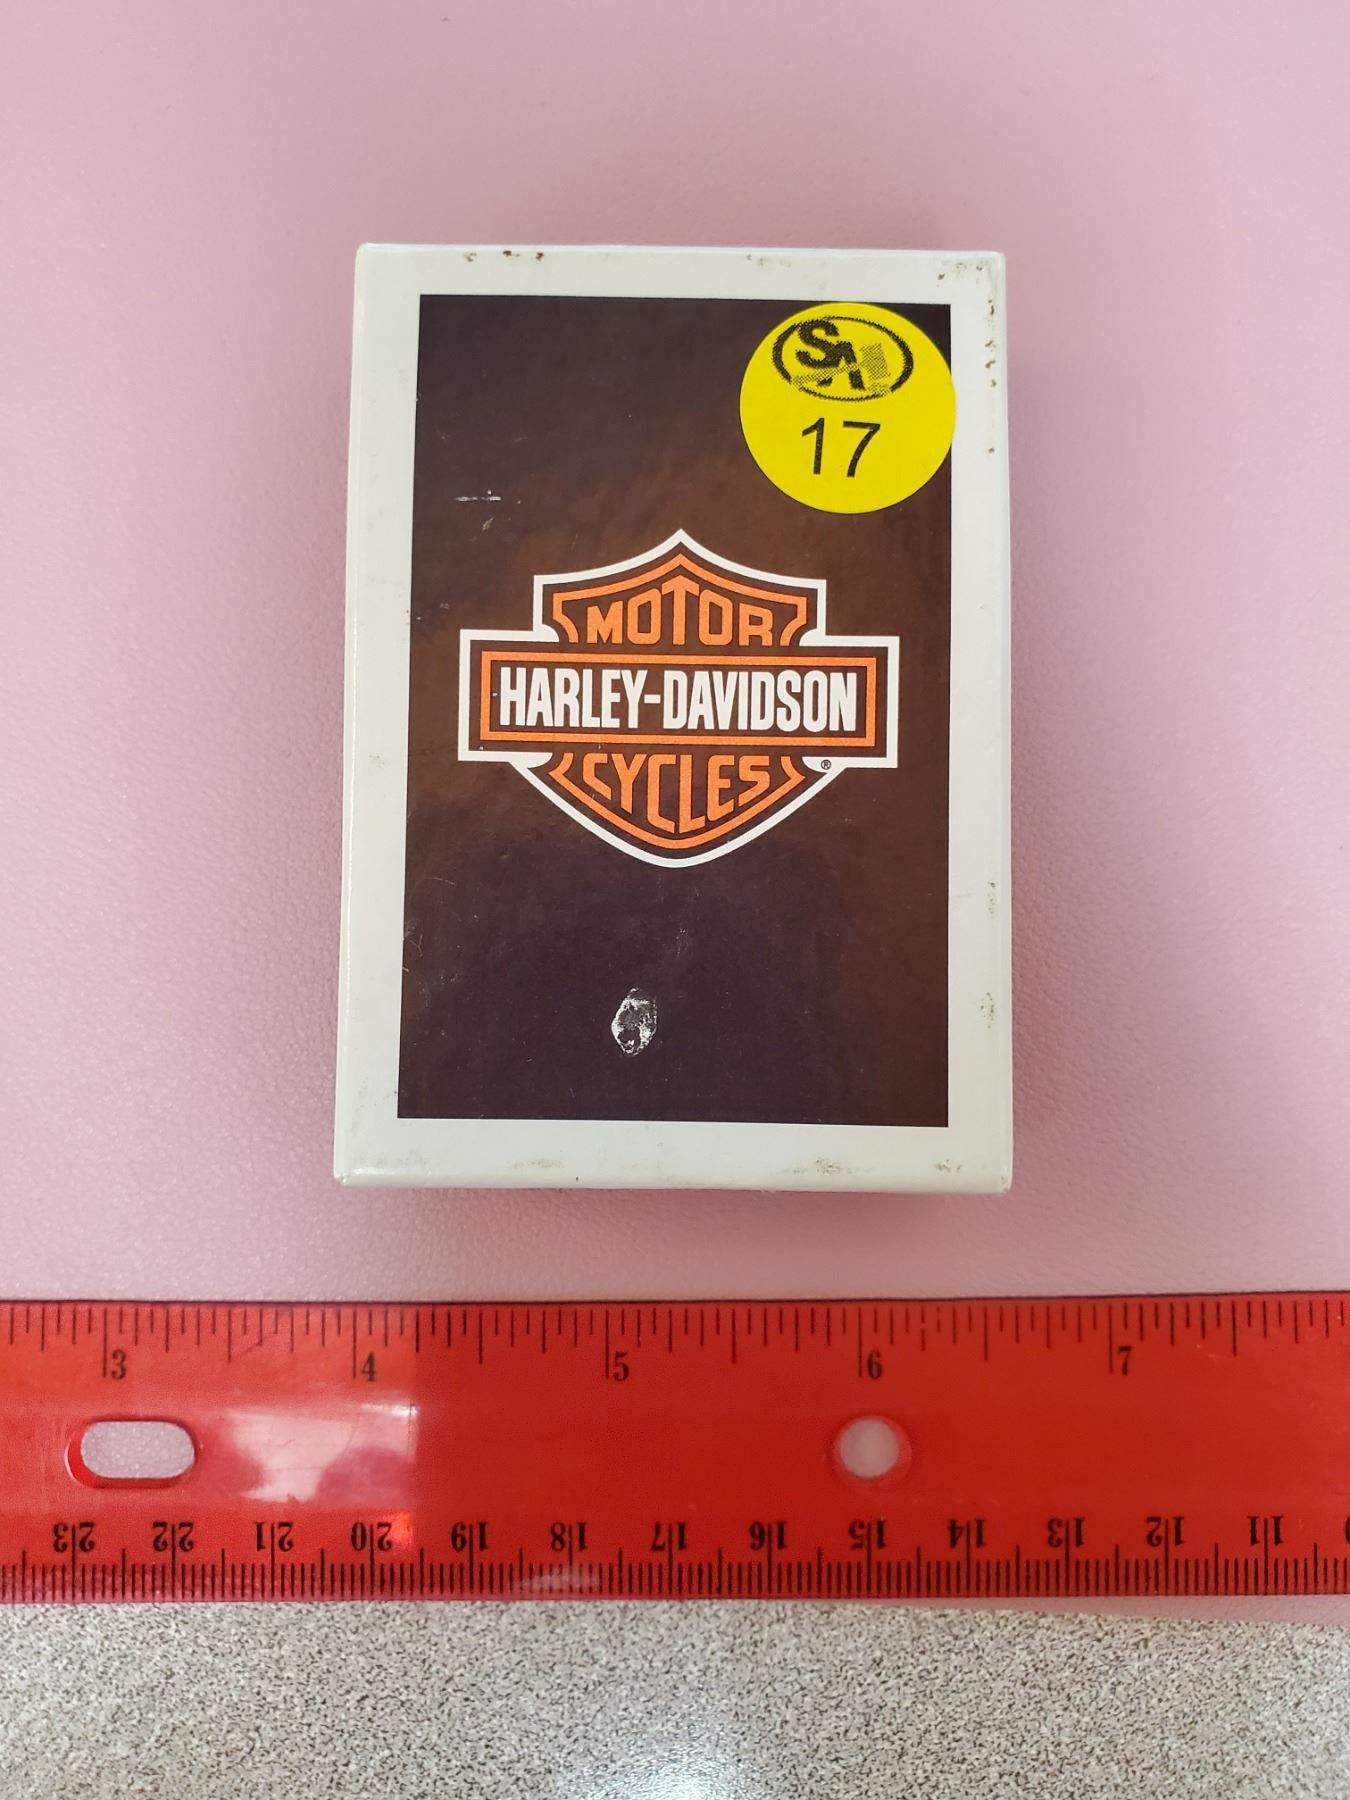 SA
17
MOTOR
HARLEY-DAVIDSON
CYCLES
®
3 4 5 6 7
23 22 21 20 19 18 17 16 15 14 13 12 11